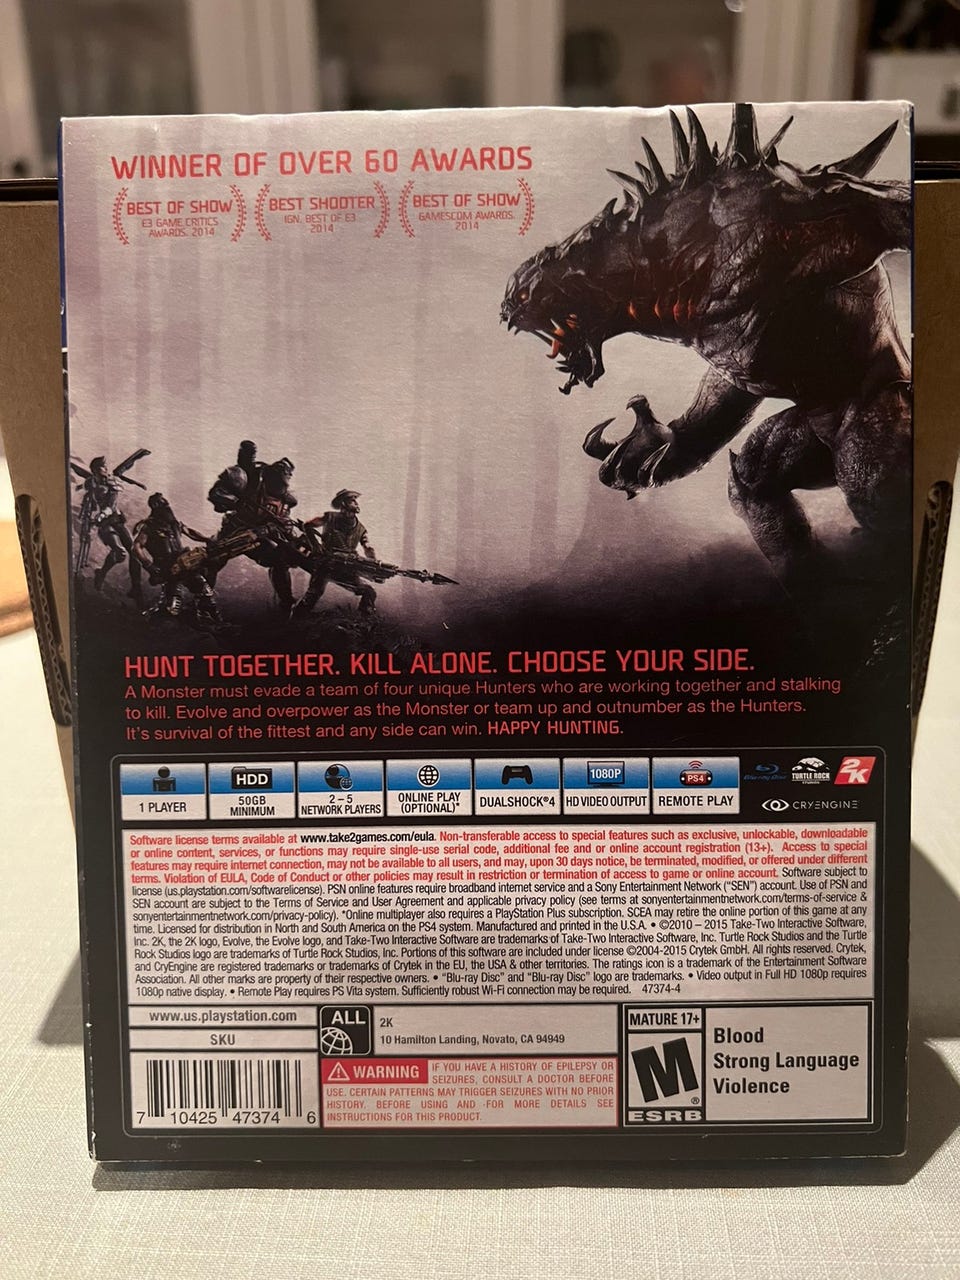 WINNER OF OVER 60 AWARDS
BEST OF SHOW
E3 GAME CRITICS
AWARDS. 2014
BEST SHOOTER
IGN. BEST OF E3
2014
BEST OF SHOW
GAMESCOM AWARDS.
2014
HUNT TOGETHER. KILL ALONE. CHOOSE YOUR SIDE.
A Monster must evade a team of four unique Hunters who are working together and stalking
to kill. Evolve and overpower as the Monster or team up and outnumber as the Hunters.
It's survival of the fittest and any side can win. HAPPY HUNTING.
1 PLAYER
HDD
50GB
MINIMUM
2 – 5
NETWORK PLAYERS
ONLINE PLAY
(OPTIONAL)*
DUALSHOCK®4
1080P
HD VIDEO OUTPUT
PS4
REMOTE PLAY
Blu-ray Disc
TURTLE ROCK
STUDIOS
2K
CRYENGINE
Software license terms available at www.take2games.com/eula. Non-transferable access to special features such as exclusive, unlockable, downloadable
or online content, services, or functions may require single-use serial code, additional fee and or online account registration (13+). Access to special
features may require internet connection, may not be available to all users, and may, upon 30 days notice, be terminated, modified, or offered under different
terms. Violation of EULA, Code of Conduct or other policies may result in restriction or termination of access to game or online account. Software subject to
license (us.playstation.com/softwarelicense). PSN online features require broadband internet service and a Sony Entertainment Network ("SEN") account. Use of PSN and
SEN account are subject to the Terms of Service and User Agreement and applicable privacy policy (see terms at sonyentertainmentnetwork.com/terms-of-service &
sonyentertainmentnetwork.com/privacy-policy). *Online multiplayer also requires a PlayStation Plus subscription. SCEA may retire the online portion of this game at any
time. Licensed for distribution in North and South America on the PS4 system. Manufactured and printed in the U.S.A. • ©2010 – 2015 Take-Two Interactive Software,
Inc. 2K, the 2K logo, Evolve, the Evolve logo, and Take-Two Interactive Software are trademarks of Take-Two Interactive Software, Inc. Turtle Rock Studios and the Turtle
Rock Studios logo are trademarks of Turtle Rock Studios, Inc. Portions of this software are included under license ©2004-2015 Crytek GmbH. All rights reserved. Crytek,
and CryEngine are registered trademarks or trademarks of Crytek in the EU, the USA & other territories. The ratings icon is a trademark of the Entertainment Software
Association. All other marks are property of their respective owners. • "Blu-ray Disc" and "Blu-ray Disc" logo are trademarks. • Video output in Full HD 1080p requires
1080p native display. • Remote Play requires PS Vita system. Sufficiently robust Wi-Fi connection may be required. 47374-4
www.us.playstation.com
SKU
7 10425 47374 6
ALL
2K
10 Hamilton Landing, Novato, CA 94949
WARNING IF YOU HAVE A HISTORY OF EPILEPSY OR
SEIZURES, CONSULT A DOCTOR BEFORE
USE. CERTAIN PATTERNS MAY TRIGGER SEIZURES WITH NO PRIOR
HISTORY. BEFORE USING AND FOR MORE DETAILS SEE
INSTRUCTIONS FOR THIS PRODUCT.
MATURE 17+
M
®
ESRB
Blood
Strong Language
Violence